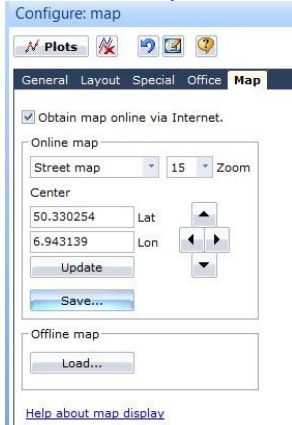 Configure: map
Plots
General Layout Special Office Map
Obtain map online via Internet.
Online map
Street map 15 Zoom
Center
50.330254 Lat
6.943139 Lon
Update
Save...
Offline map
Load...
Help about map display